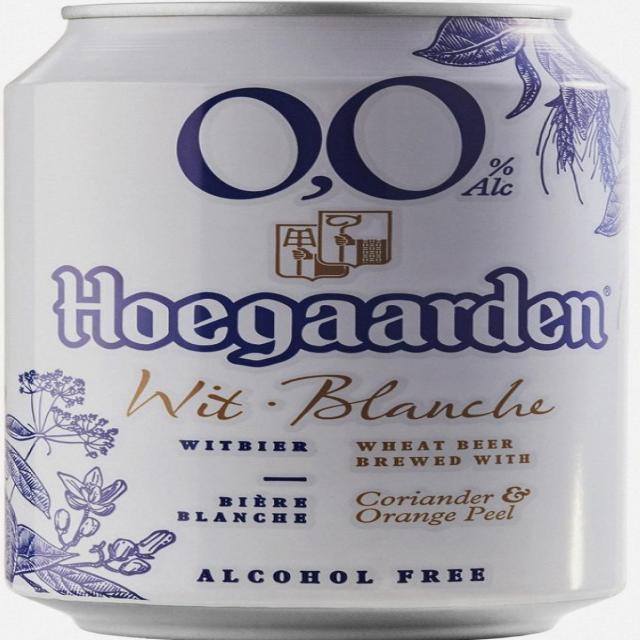 0,0
% Alc
Hoegaarden®
Wit · Blanche
WITBIER
BIÈRE
BLANCHE
WHEAT BEER
BREWED WITH
Coriander &
Orange Peel
ALCOHOL FREE